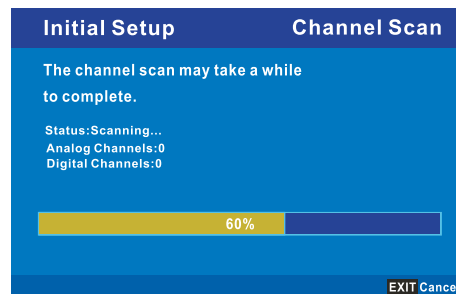 Initial Setup Channel Scan
The channel scan may take a while
to complete.
Status:Scanning...
Analog Channels:0
Digital Channels:0
60%
EXIT Cance